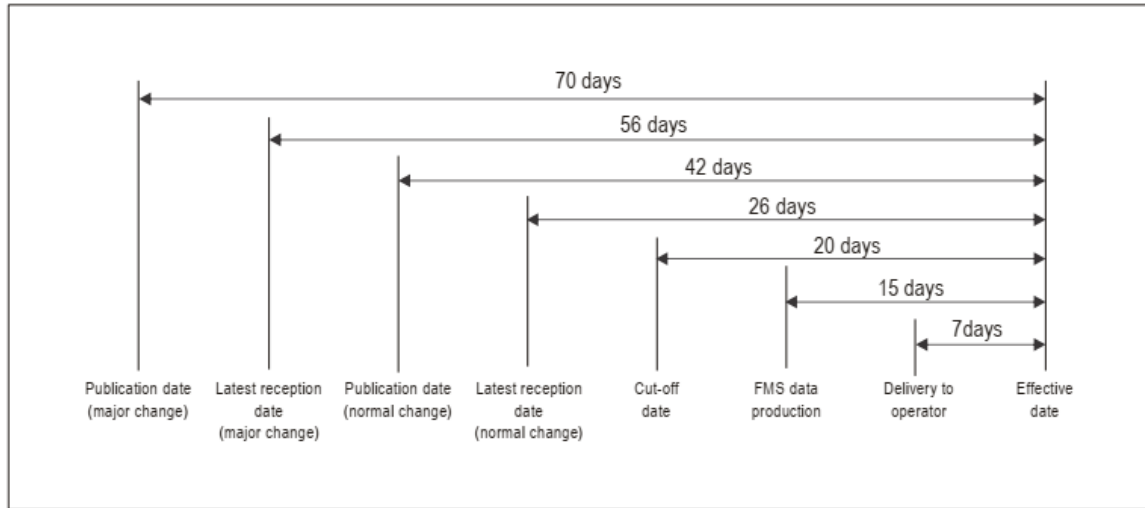 70 days
56 days
42 days
26 days
20 days
15 days
7days
Publication date
(major change)
Latest reception
date
(major change)
Publication date
(normal change)
Latest reception
date
(normal change)
Cut-off
date
FMS data
production
Delivery to
operator
Effective
date